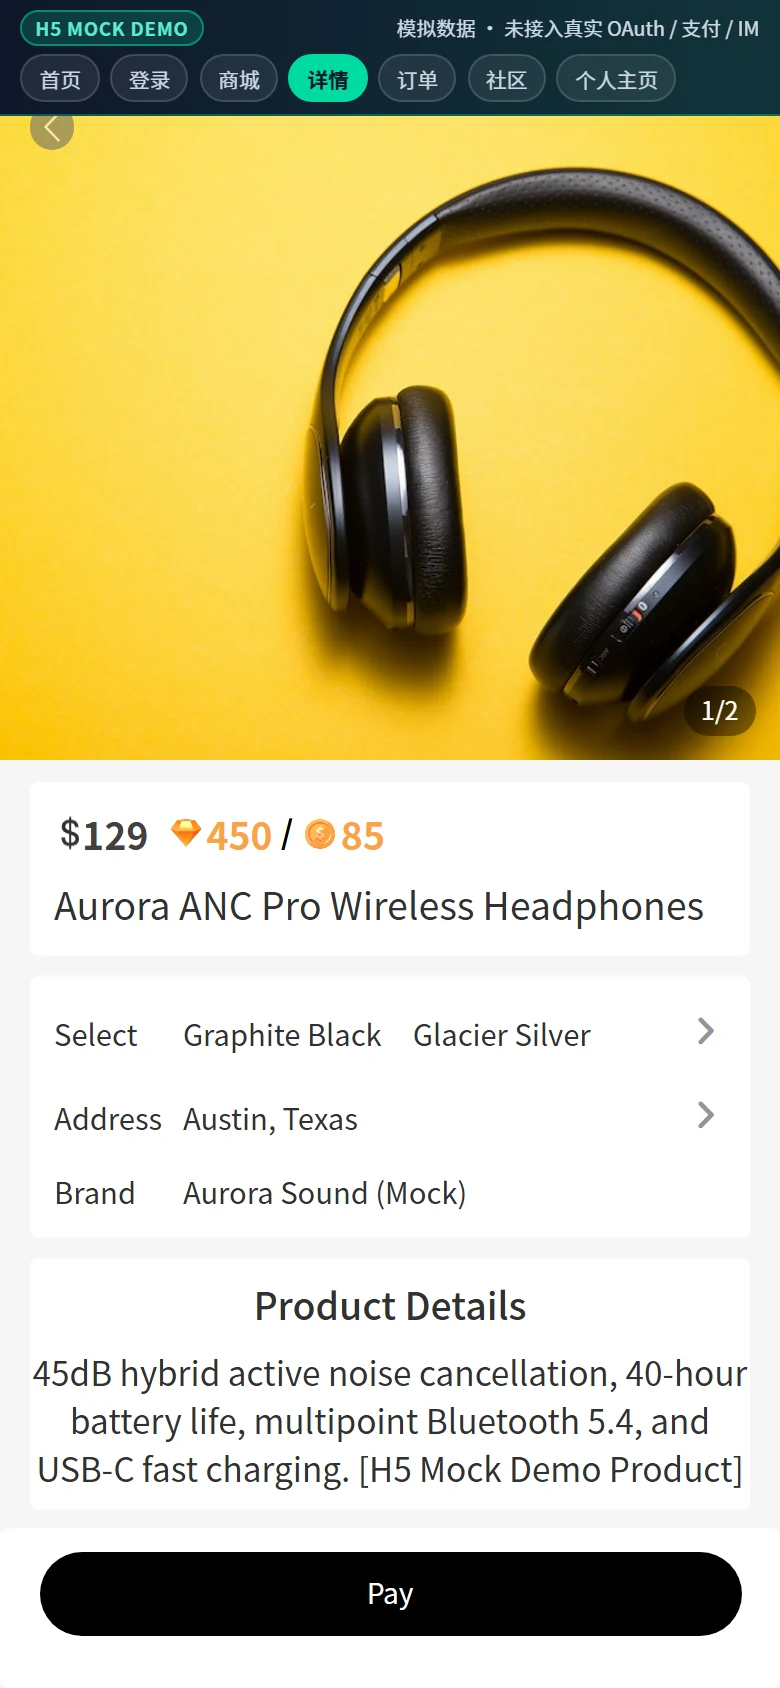 H5 MOCK DEMO
模拟数据 · 未接入真实 OAuth / 支付 / IM
首页 登录 商城 详情 订单 社区 个人主页
1/2
$129 450 / 85
Aurora ANC Pro Wireless Headphones
Select Graphite Black Glacier Silver
Address Austin, Texas
Brand Aurora Sound (Mock)
Product Details
45dB hybrid active noise cancellation, 40-hour
battery life, multipoint Bluetooth 5.4, and
USB-C fast charging. [H5 Mock Demo Product]
Pay